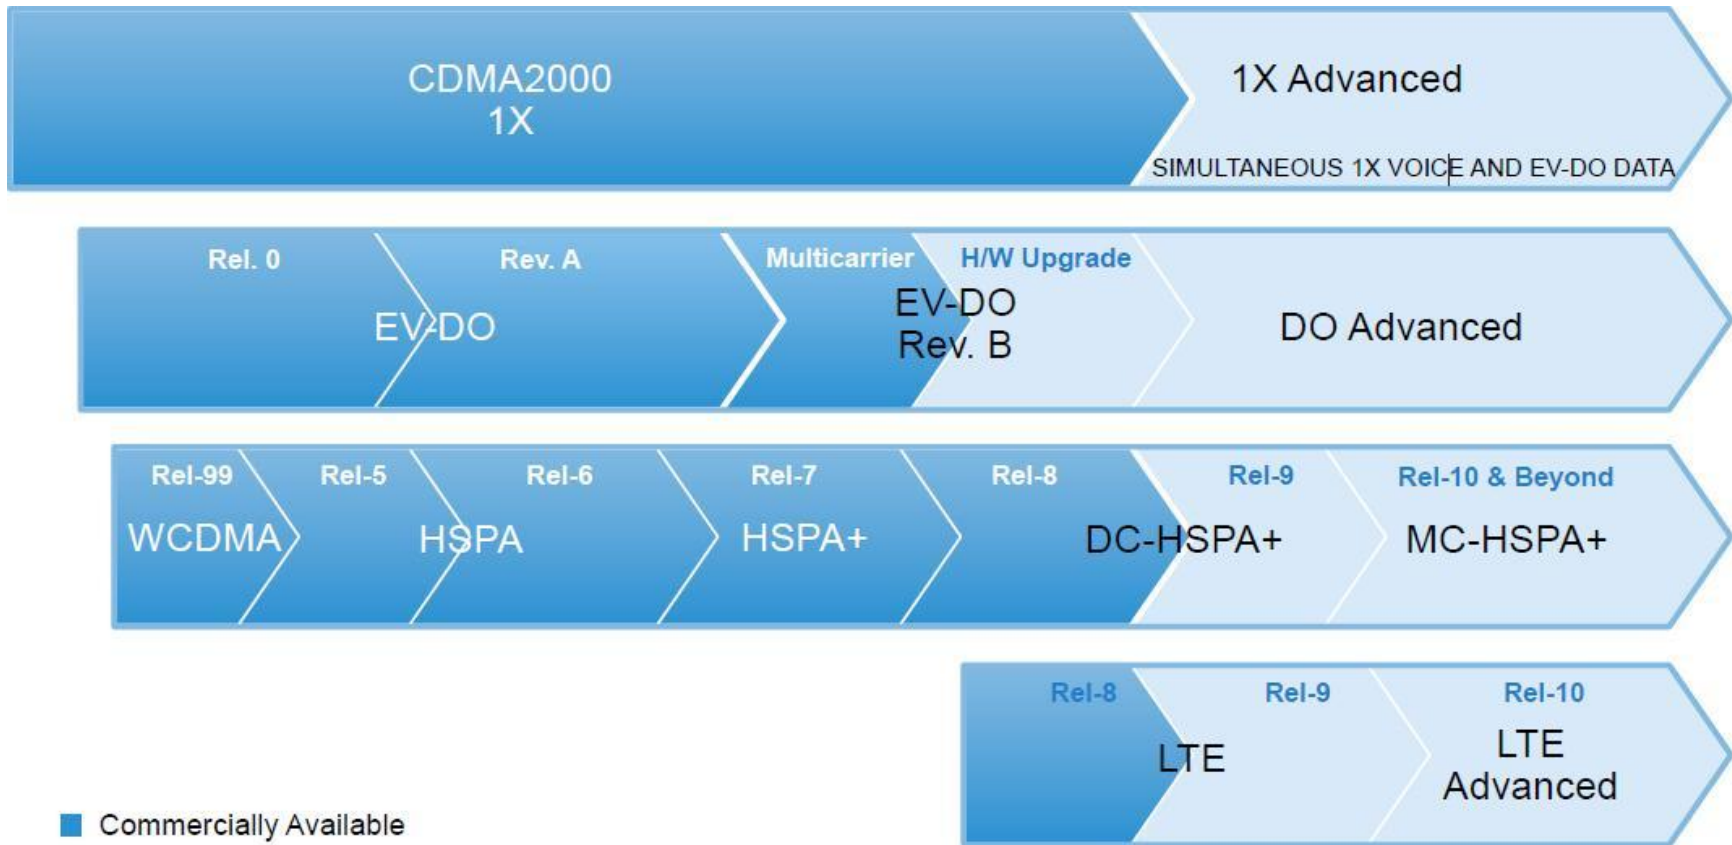 CDMA2000
1X
1X Advanced
SIMULTANEOUS 1X VOICE AND EV-DO DATA
Rel. 0
Rev. A
Multicarrier
H/W Upgrade
EV-DO
EV-DO
Rev. B
DO Advanced
Rel-99
Rel-5
Rel-6
Rel-7
Rel-8
Rel-9
Rel-10 & Beyond
WCDMA
HSPA
HSPA+
DC-HSPA+
MC-HSPA+
Rel-8
Rel-9
Rel-10
LTE
LTE
Advanced
Commercially Available